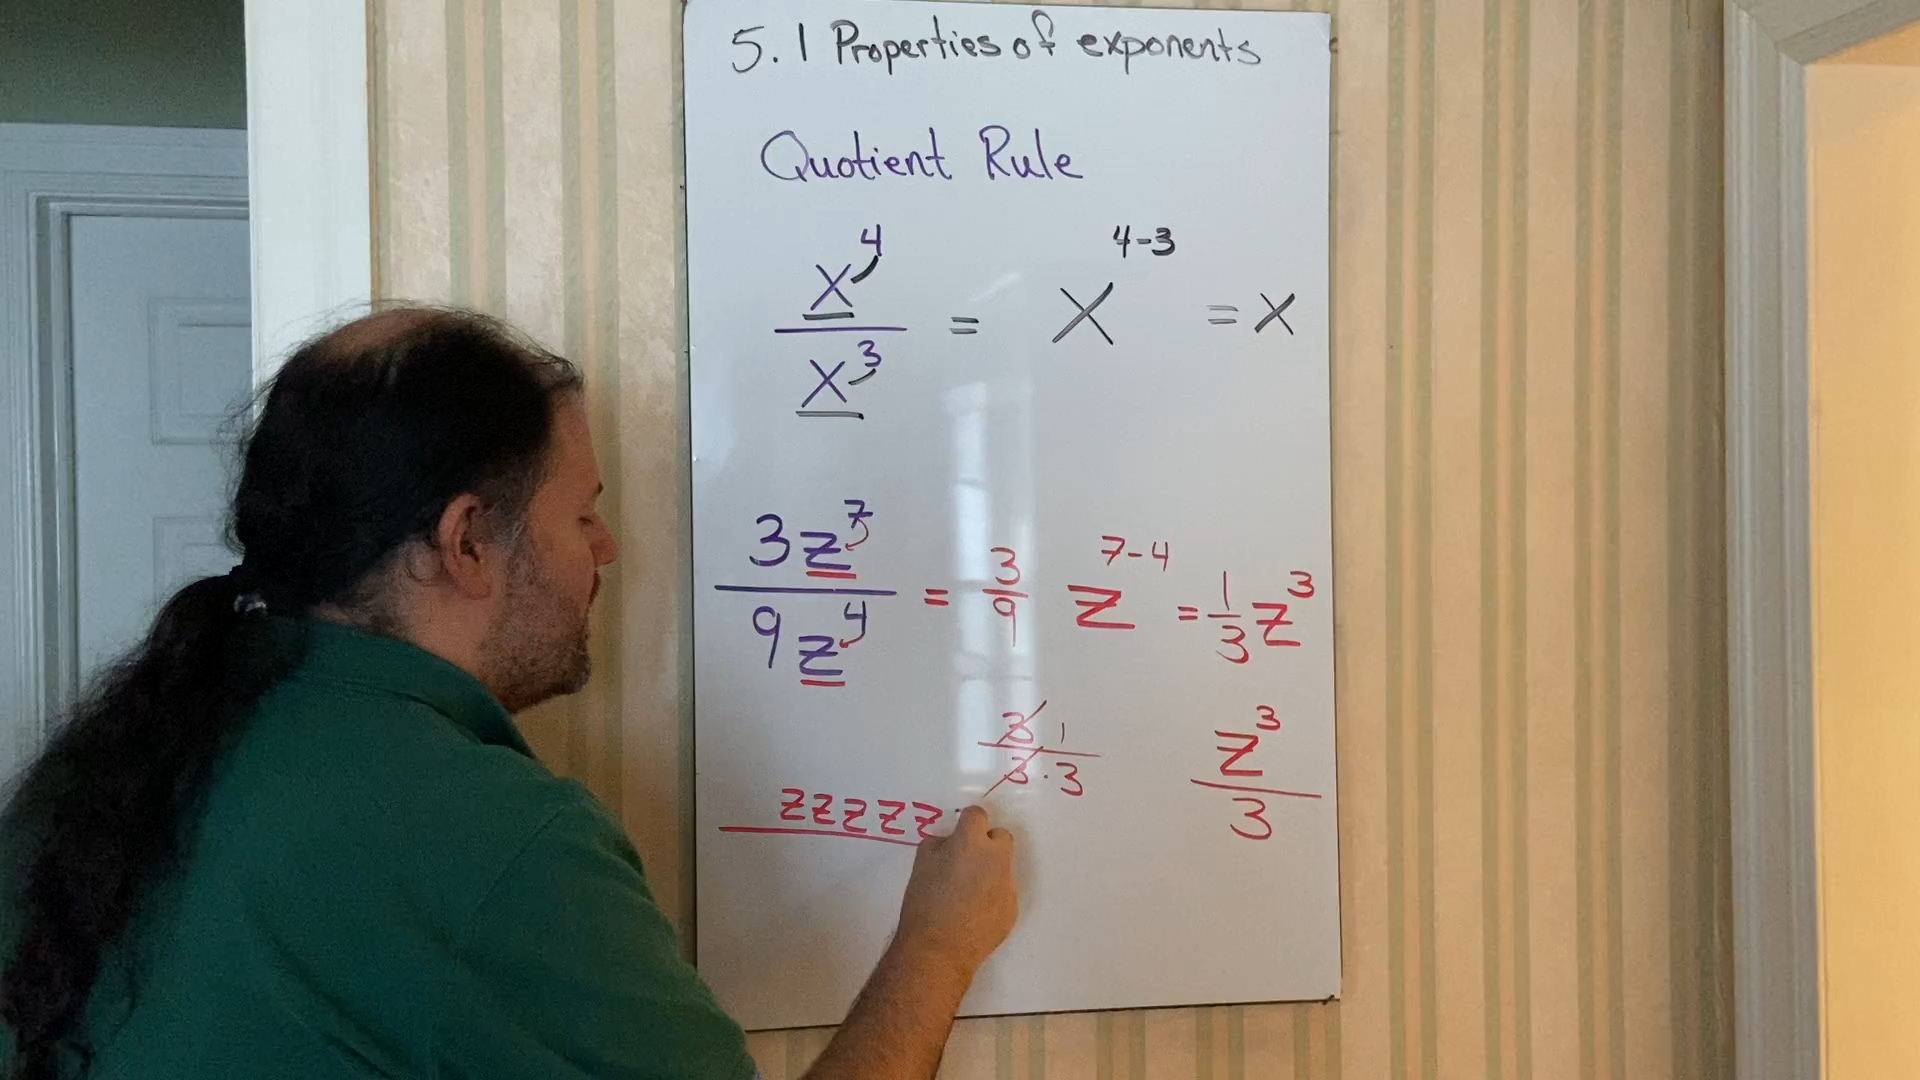 5.1 Properties of exponents
Quotient Rule
x^4 / x^3 = x^(4-3) = x
3z^7 / 9z^4 = 3/9 z^(7-4) = 1/3 z^3
3 · 1 / 3 · 3
z^3 / 3
zzzzz